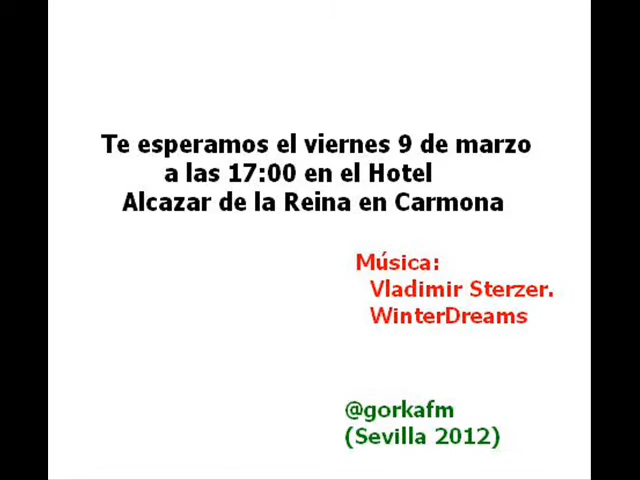 Te esperamos el viernes 9 de marzo
a las 17:00 en el Hotel
Alcazar de la Reina en Carmona
Música:
Vladimir Sterzer.
WinterDreams
@gorkafm
(Sevilla 2012)